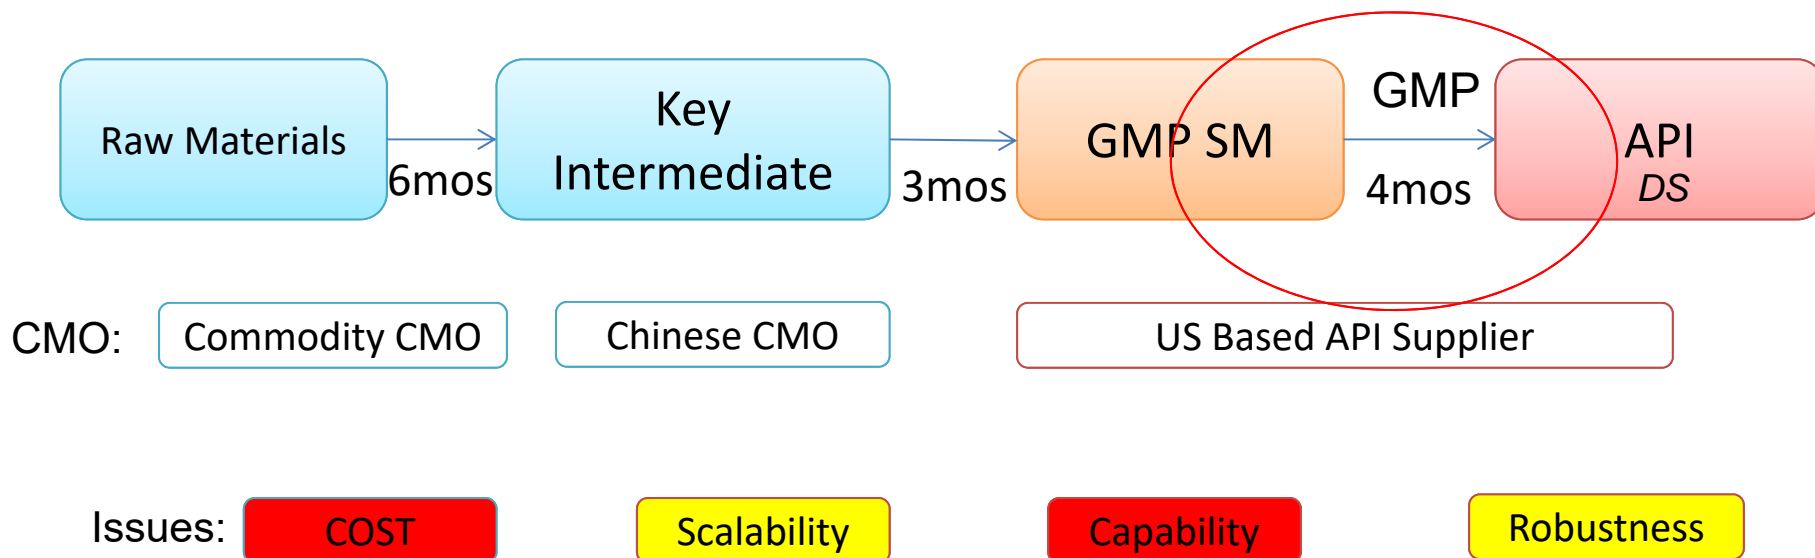 Raw Materials
6mos
Key
Intermediate
3mos
GMP SM
GMP
4mos
API
DS
CMO:
Commodity CMO
Chinese CMO
US Based API Supplier
Issues:
COST
Scalability
Capability
Robustness